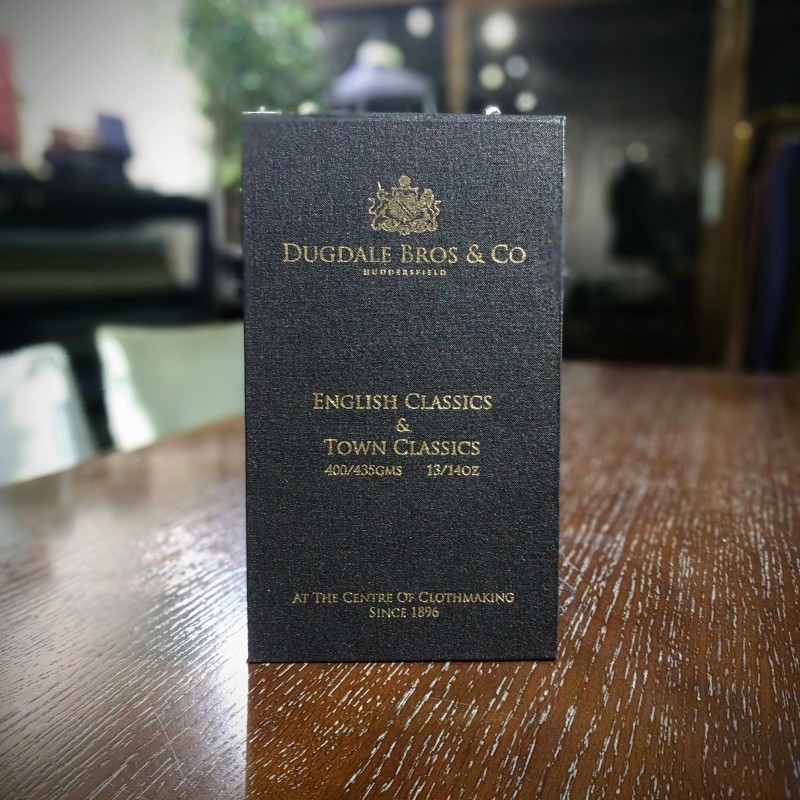 DUGDALE BROS & CO
HUDDERSFIELD
ENGLISH CLASSICS
&
TOWN CLASSICS
400/435GMS 13/14OZ
AT THE CENTRE OF CLOTHMAKING
SINCE 1896